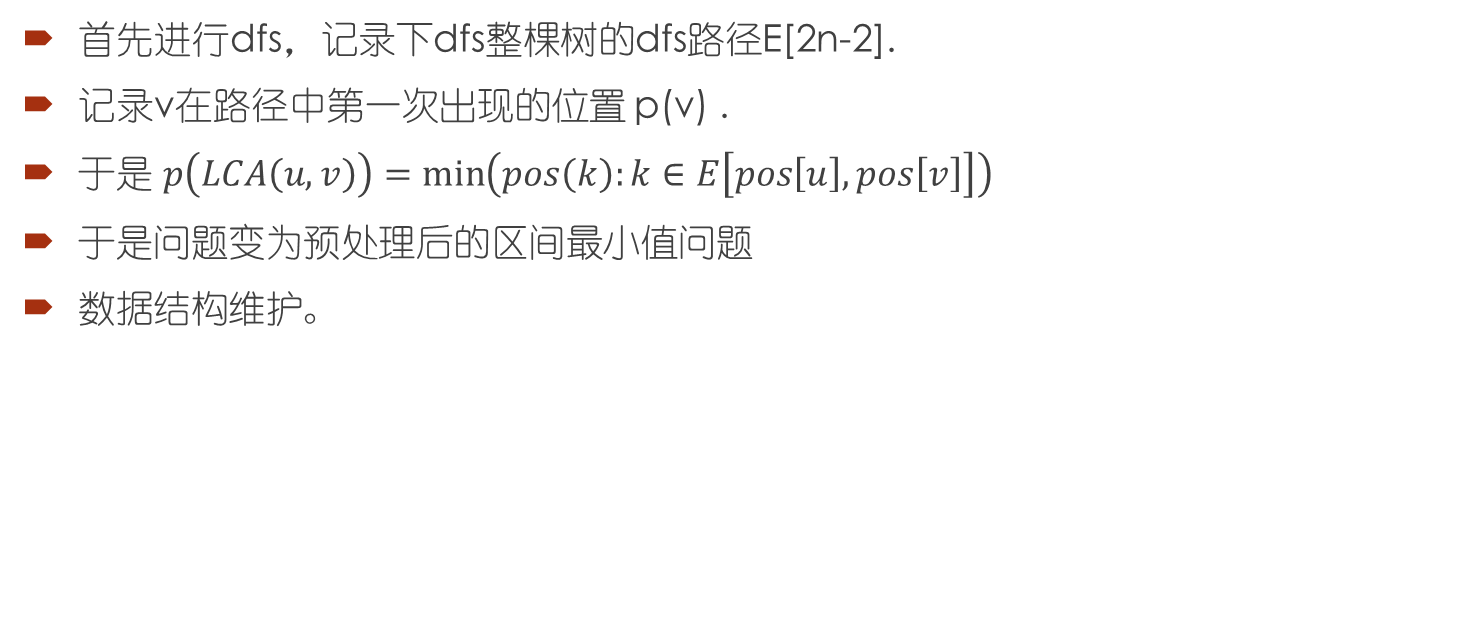 首先进行dfs，记录下dfs整棵树的dfs路径E[2n-2].
记录v在路径中第一次出现的位置 p(v) .
于是 p(LCA(u, v)) = min(pos(k): k ∈ E[pos[u], pos[v]])
于是问题变为预处理后的区间最小值问题
数据结构维护。